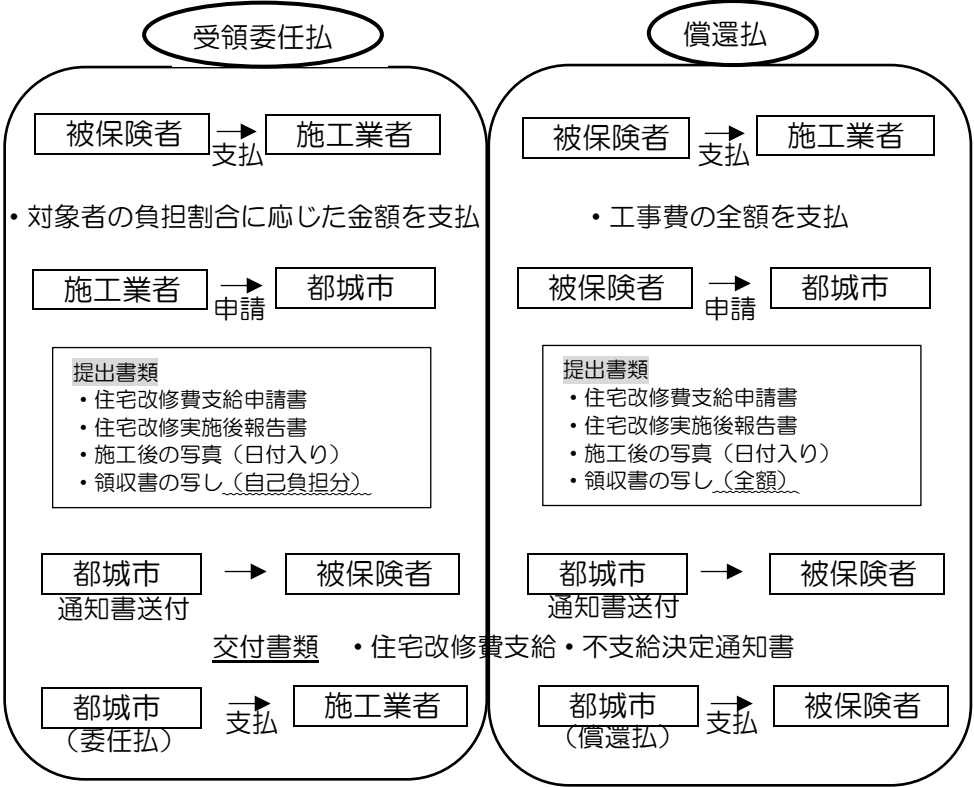 受領委任払
被保険者
支払
施工業者
・対象者の負担割合に応じた金額を支払
施工業者
申請
都城市
提出書類
・住宅改修費支給申請書
・住宅改修実施後報告書
・施工後の写真（日付入り）
・領収書の写し（自己負担分）
都城市
通知書送付
被保険者
償還払
被保険者
支払
施工業者
・工事費の全額を支払
被保険者
申請
都城市
提出書類
・住宅改修費支給申請書
・住宅改修実施後報告書
・施工後の写真（日付入り）
・領収書の写し（全額）
都城市
通知書送付
被保険者
交付書類　・住宅改修費支給・不支給決定通知書
都城市
（委任払）
支払
施工業者
都城市
（償還払）
支払
被保険者